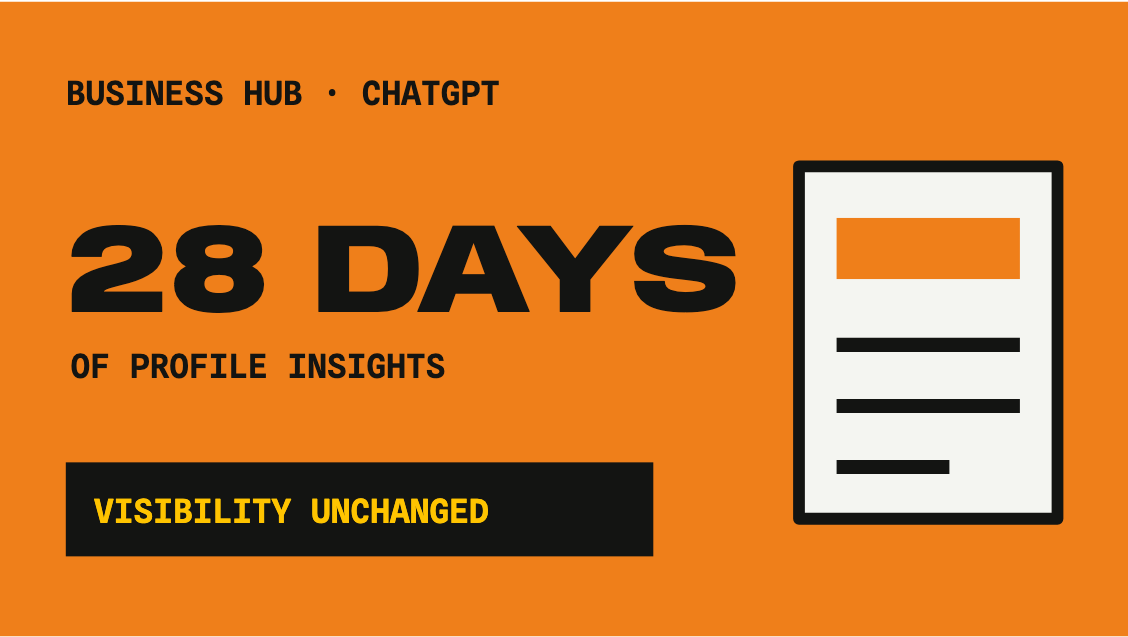 BUSINESS HUB · CHATGPT
28 DAYS
OF PROFILE INSIGHTS
VISIBILITY UNCHANGED